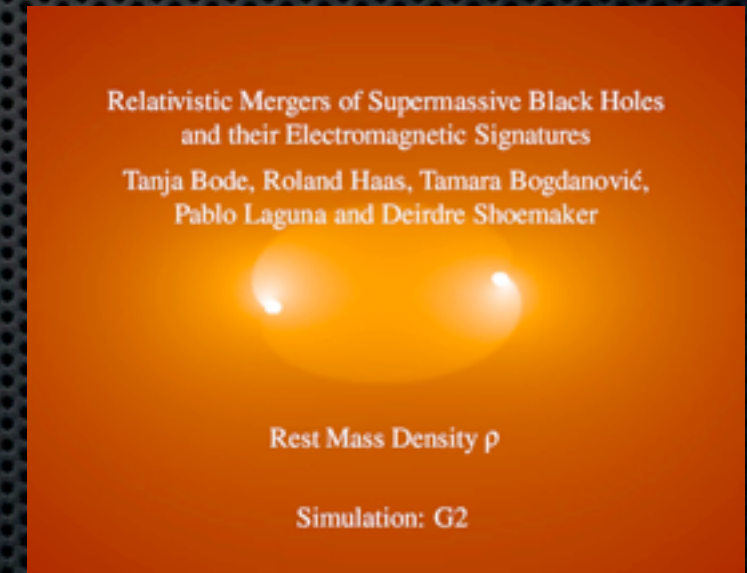 Relativistic Mergers of Supermassive Black Holes
and their Electromagnetic Signatures
Tanja Bode, Roland Haas, Tamara Bogdanović,
Pablo Laguna and Deirdre Shoemaker
Rest Mass Density ρ
Simulation: G2